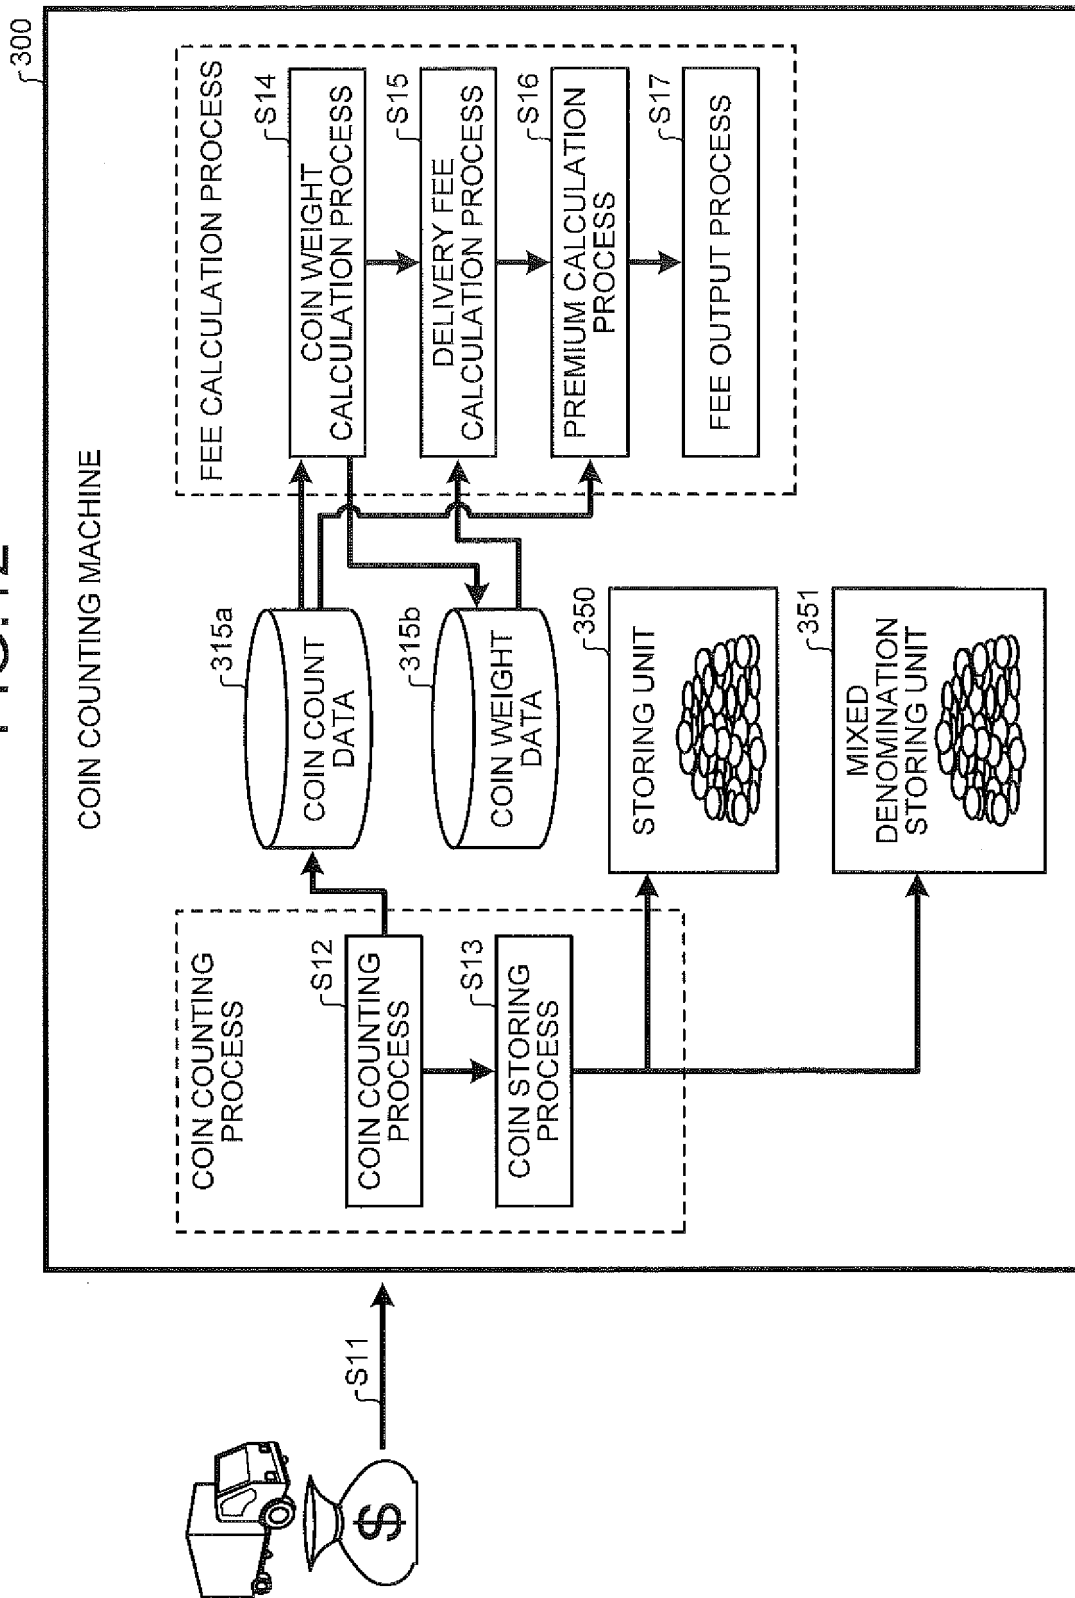 300
COIN COUNTING MACHINE
S11
$
COIN COUNTING
PROCESS
S12
COIN COUNTING
PROCESS
S13
COIN STORING
PROCESS
315a
COIN COUNT
DATA
315b
COIN WEIGHT
DATA
350
STORING UNIT
351
MIXED
DENOMINATION
STORING UNIT
FEE CALCULATION PROCESS
S14
COIN WEIGHT
CALCULATION PROCESS
S15
DELIVERY FEE
CALCULATION PROCESS
S16
PREMIUM CALCULATION
PROCESS
S17
FEE OUTPUT PROCESS